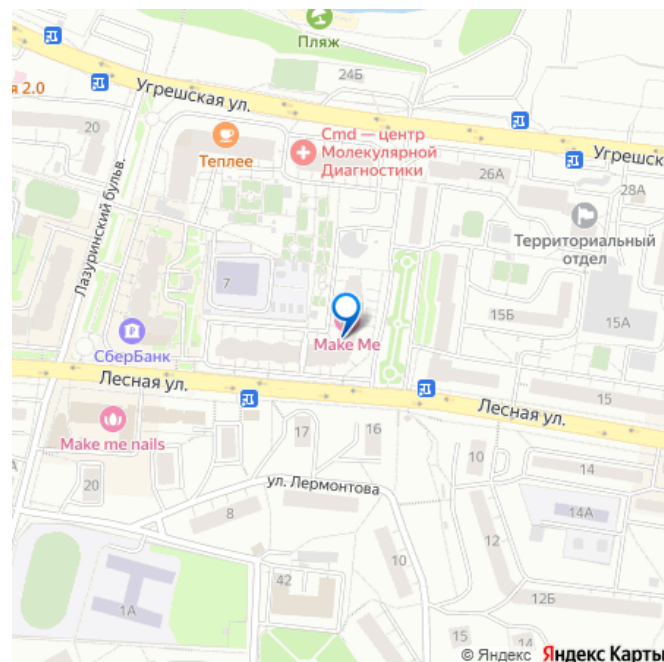 Пляж
24Б
2.0
Угрешская ул.
20
Теплее
Cmd — центр
Молекулярной
Диагностики
Угрешск
26А
28А
Территориальный
отдел
Лазуринский бульв.
7
15Б
15А
Make Me
СберБанк
Лесная ул.
Лесная ул.
15
Make me nails
17
16
10
14
20
ул. Лермонтова
8
14А
12
10
42
1А
12Б
15
14
© Яндекс Яндекс Карты